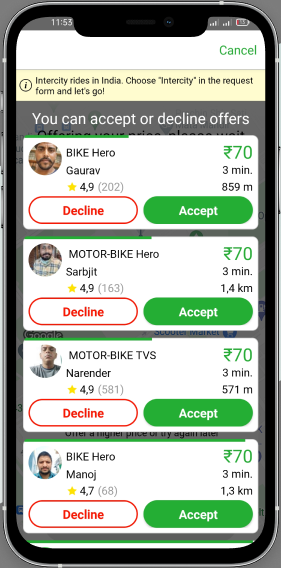 11:53
Cancel
Intercity rides in India. Choose "Intercity" in the request
form and let's go!
You can accept or decline offers
Offering your price, please wait
BIKE Hero
₹70
Gaurav
3 min.
4,9 (202)
859 m
Decline
Accept
MOTOR-BIKE Hero
₹70
Sarbjit
3 min.
4,9 (163)
1,4 km
Decline
Accept
Google
Scooter Market
MOTOR-BIKE TVS
₹70
Narender
3 min.
4,9 (581)
571 m
Decline
Accept
Offer a higher price or try again later
BIKE Hero
₹70
Manoj
3 min.
4,7 (68)
1,3 km
Decline
Accept